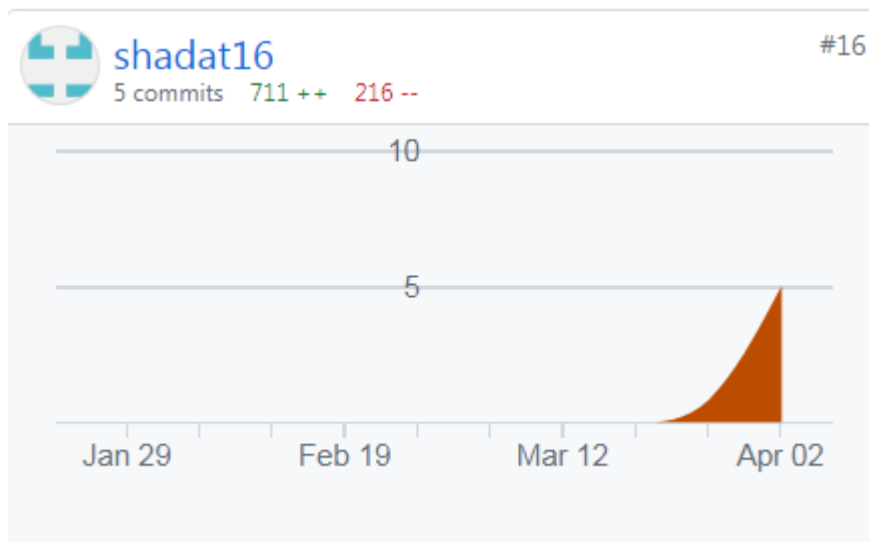 shadat16
#16
5 commits 711 ++ 216 --
10
5
Jan 29 Feb 19 Mar 12 Apr 02